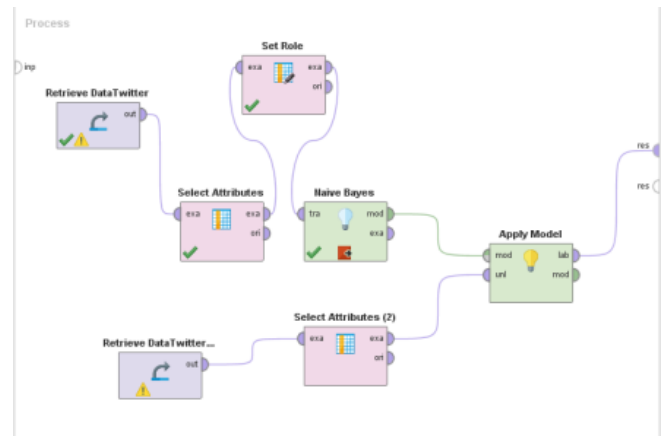 Process
inp
Set Role
exa exa
ori
Retrieve DataTwitter
out
res
res
Select Attributes
exa exa
ori
Naive Bayes
tra mod
exa
Apply Model
mod lab
unl mod
Select Attributes (2)
exa exa
ori
Retrieve DataTwitter...
out